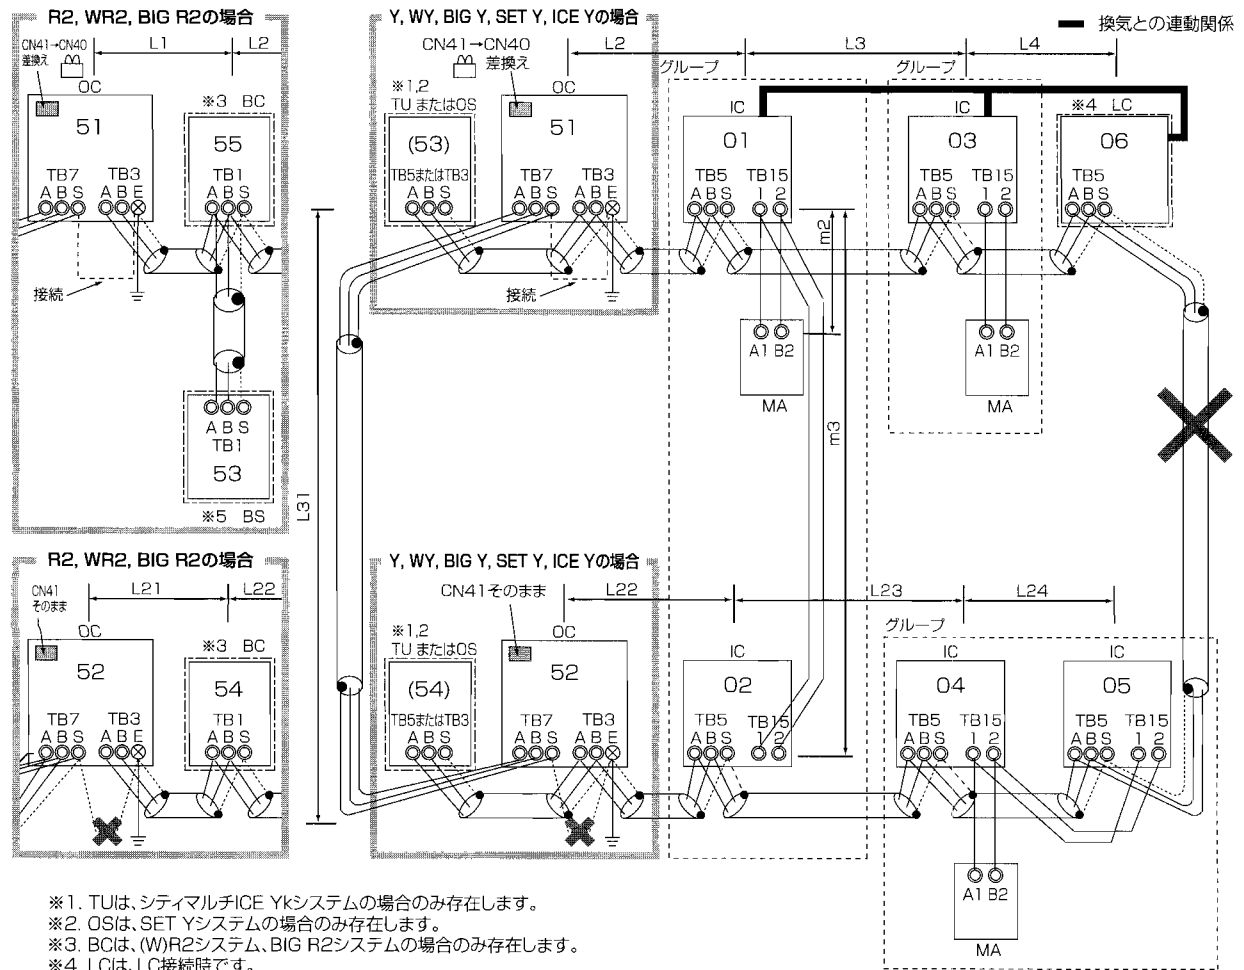 R2, WR2, BIG R2の場合
CN41→CN40
差換え
L1
L2
OC
51
TB7
TB3
A B S
A B E
※3 BC
55
TB1
A B S
接続
A B S
TB1
53
※5 BS
Y, WY, BIG Y, SET Y, ICE Yの場合
CN41→CN40
差換え
L2
※1,2
TU またはOS
(53)
TB5またはTB3
A B S
OC
51
TB7
TB3
A B S
A B E
接続
L3
L4
換気との連動関係
グループ
IC
01
TB5
TB15
A B S
1 2
m2
m3
A1 B2
MA
グループ
IC
03
TB5
TB15
A B S
1 2
A1 B2
MA
※4 LC
06
TB5
A B S
L31
R2, WR2, BIG R2の場合
CN41
そのまま
L21
L22
OC
52
TB7
TB3
A B S
A B E
※3 BC
54
TB1
A B S
Y, WY, BIG Y, SET Y, ICE Yの場合
CN41そのまま
L22
※1,2
TU またはOS
(54)
TB5またはTB3
A B S
OC
52
TB7
TB3
A B S
A B E
L23
L24
IC
02
TB5
TB15
A B S
1 2
グループ
IC
04
TB5
TB15
A B S
1 2
IC
05
TB5
TB15
A B S
1 2
A1 B2
MA
※1. TUは、シティマルチICE Ykシステムの場合のみ存在します。
※2. OSは、SET Yシステムの場合のみ存在します。
※3. BCは、(W)R2システム、BIG R2システムの場合のみ存在します。
※4. LCは、LC接続時です。